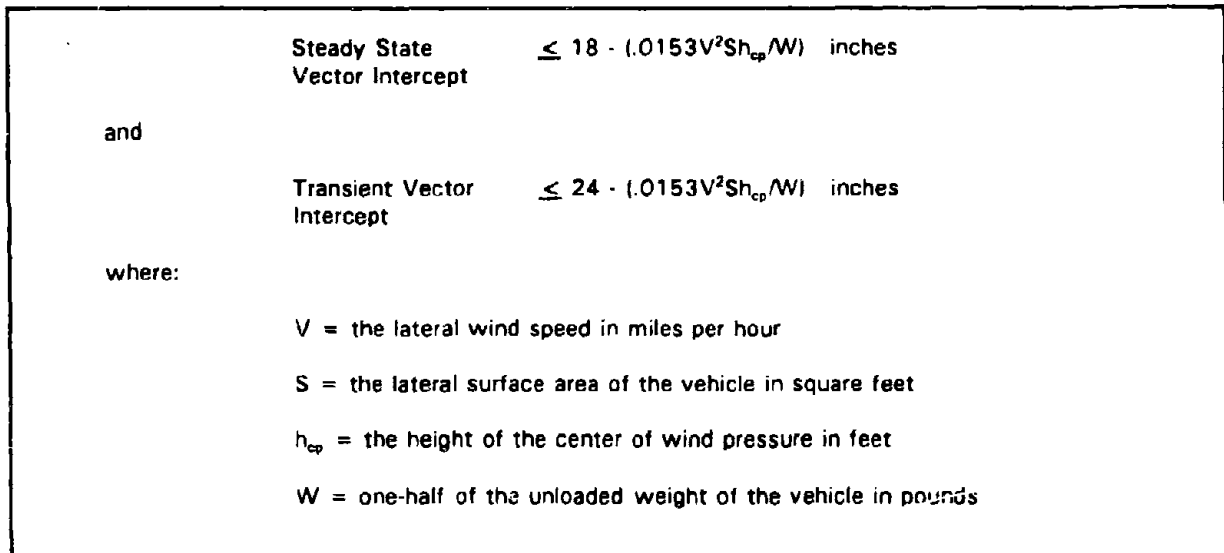 Steady State ≤ 18 - (.0153V²Sh_cp/W) inches
Vector Intercept
and
Transient Vector ≤ 24 - (.0153V²Sh_cp/W) inches
Intercept
where:
V = the lateral wind speed in miles per hour
S = the lateral surface area of the vehicle in square feet
h_cp = the height of the center of wind pressure in feet
W = one-half of the unloaded weight of the vehicle in pounds